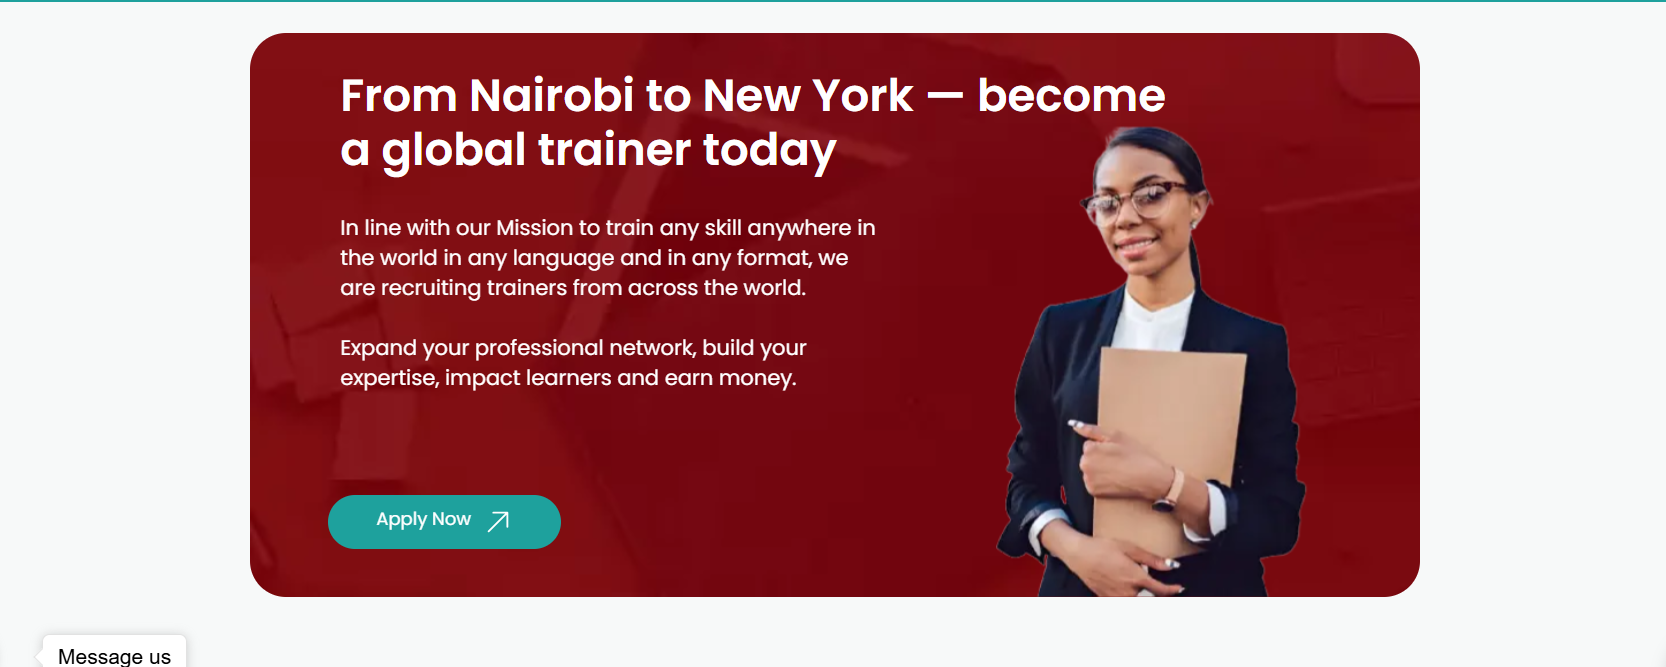 From Nairobi to New York — become
a global trainer today
In line with our Mission to train any skill anywhere in
the world in any language and in any format, we
are recruiting trainers from across the world.
Expand your professional network, build your
expertise, impact learners and earn money.
Apply Now
Message us